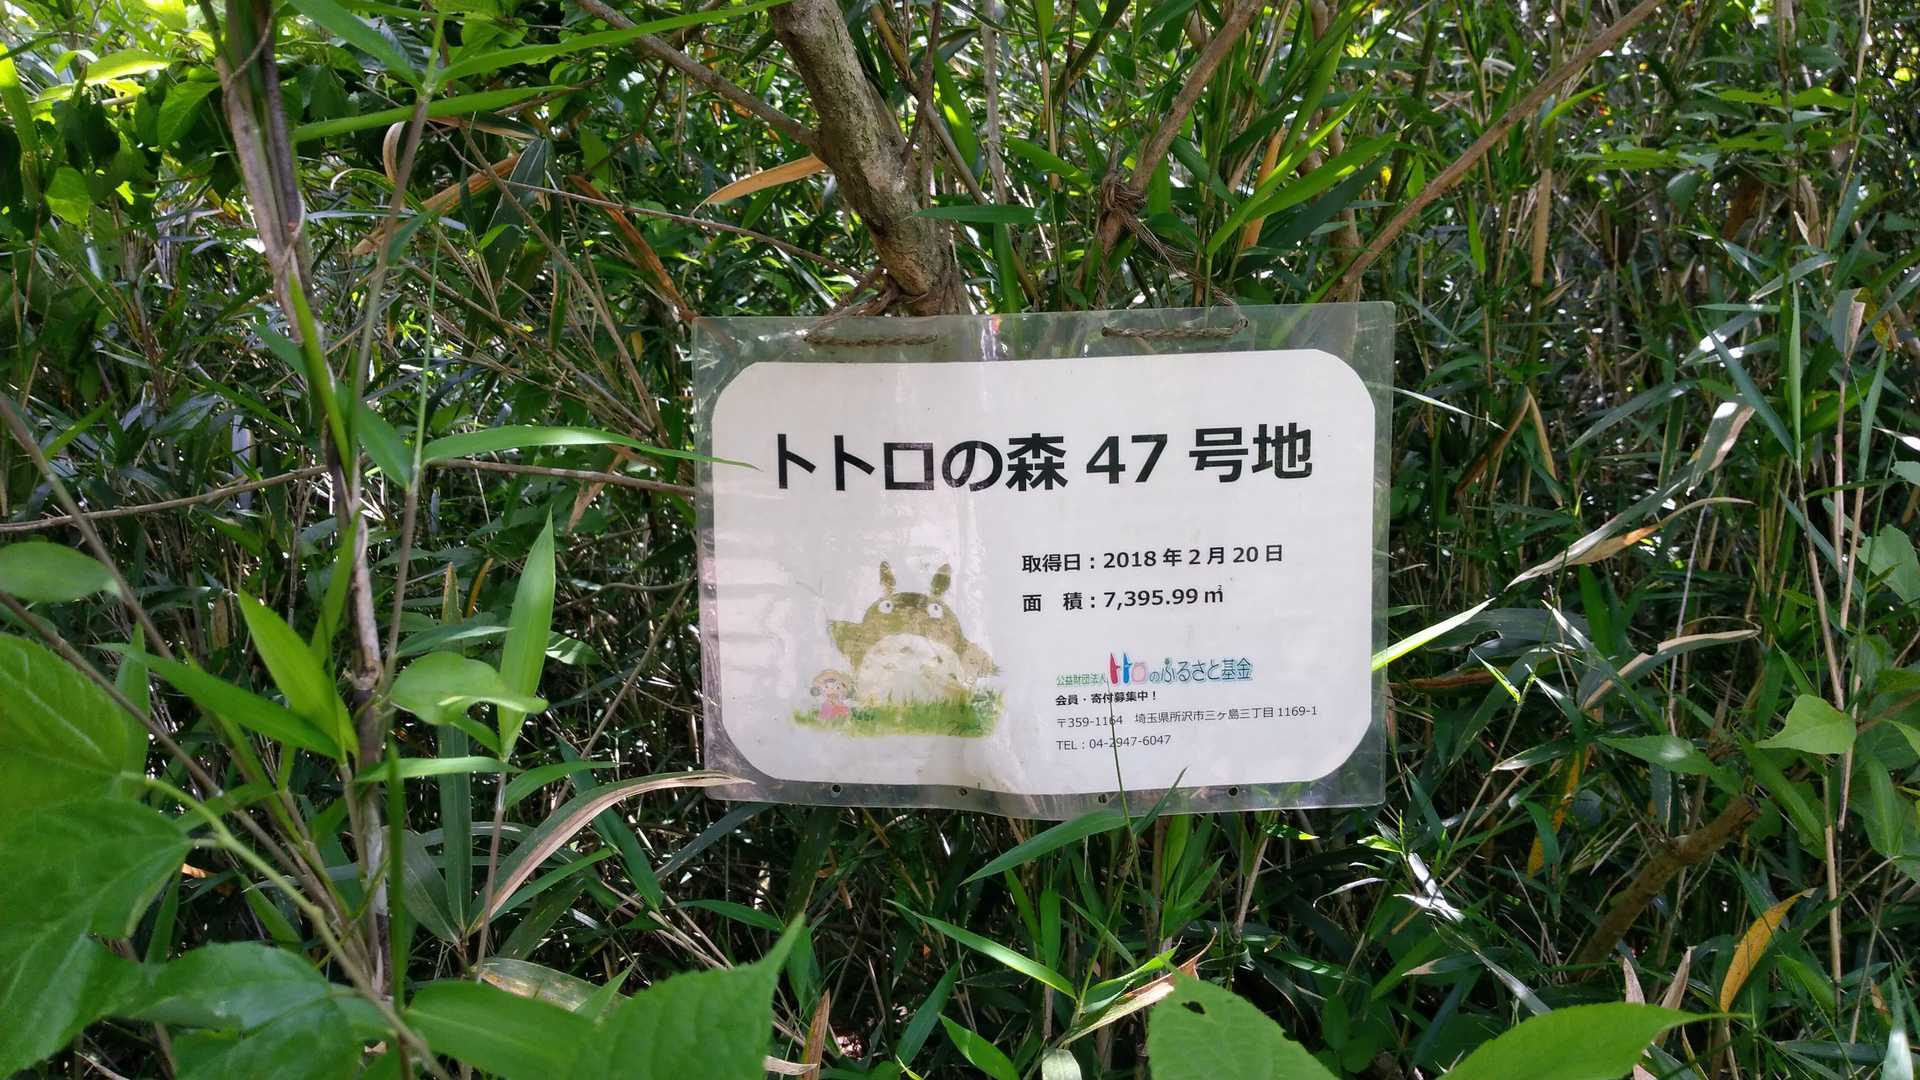 トトロの森 47 号地
取得日：2018 年 2 月 20 日
面　積：7,395.99 ㎡
公益財団法人 トトロのふるさと基金
会員・寄付募集中！
〒359-1164　埼玉県所沢市三ヶ島三丁目 1169-1
TEL：04-2947-6047